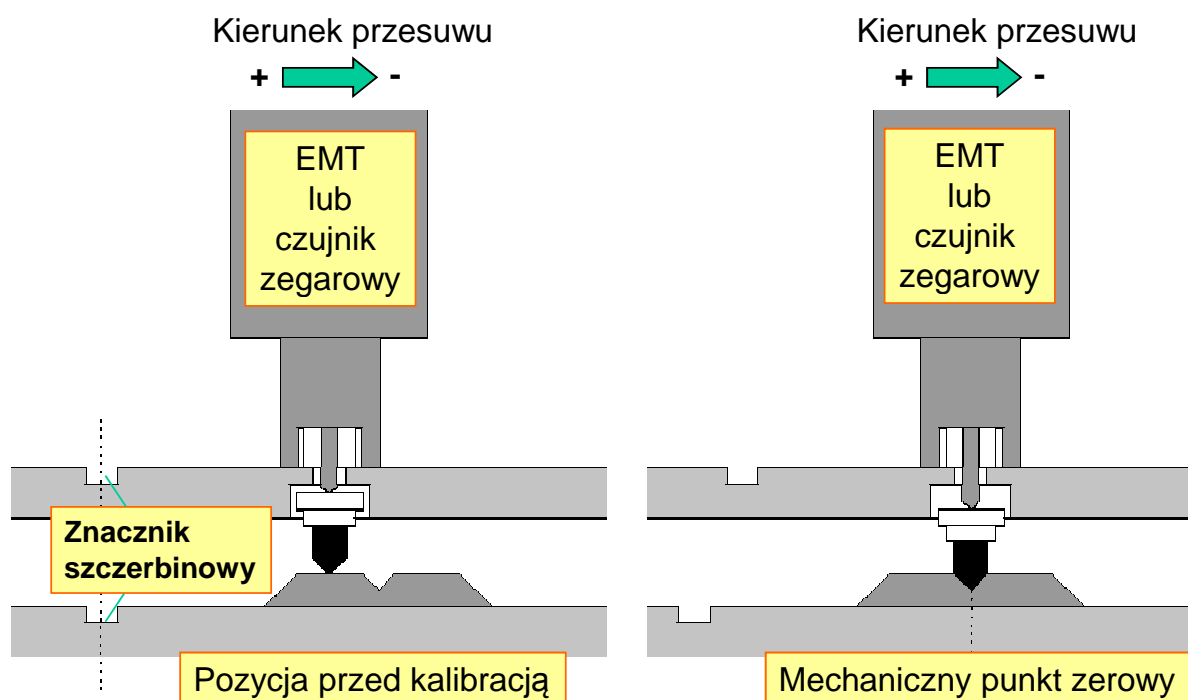 Kierunek przesuwu
+ -
EMT
lub
czujnik
zegarowy
Znacznik
szczerbinowy
Pozycja przed kalibracją
Kierunek przesuwu
+ -
EMT
lub
czujnik
zegarowy
Mechaniczny punkt zerowy